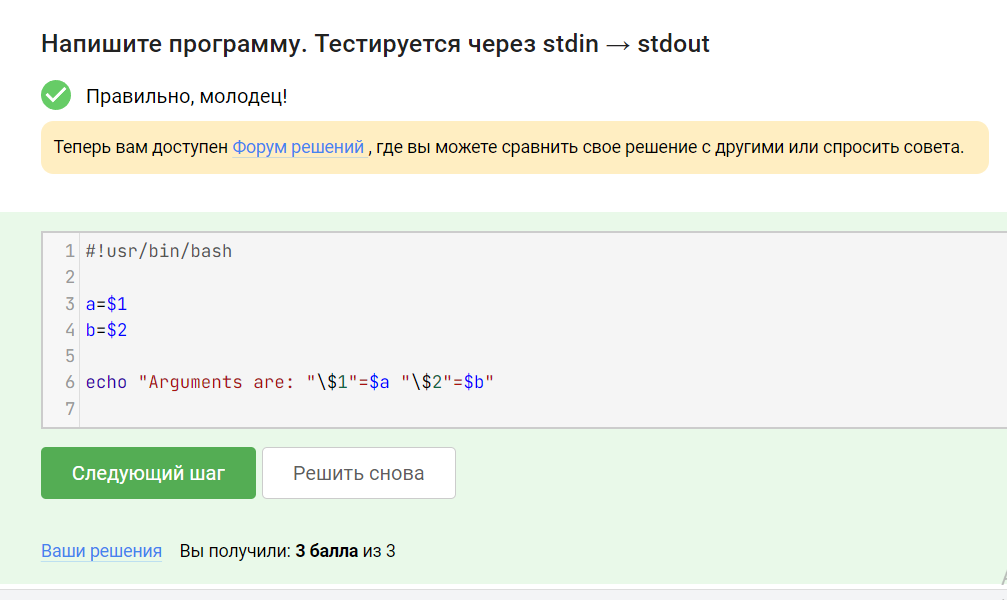 Напишите программу. Тестируется через stdin → stdout
Правильно, молодец!
Теперь вам доступен Форум решений , где вы можете сравнить свое решение с другими или спросить совета.
1 #!usr/bin/bash
2
3 a=$1
4 b=$2
5
6 echo "Arguments are: "\$1"=$a "\$2"=$b"
7
Следующий шаг Решить снова
Ваши решения Вы получили: 3 балла из 3